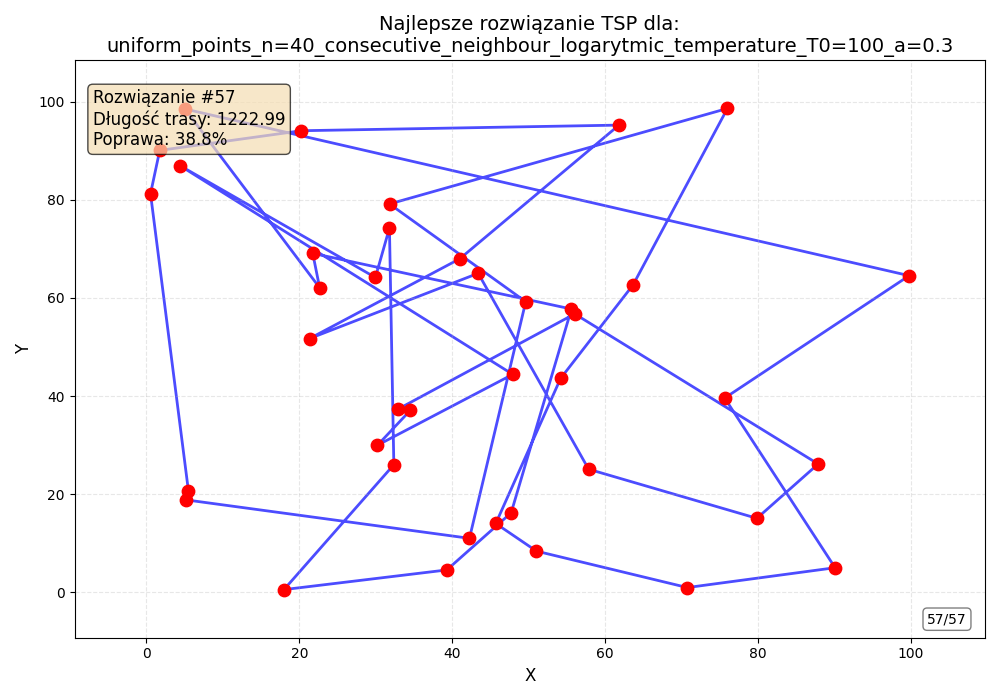 Najlepsze rozwiązanie TSP dla:
uniform_points_n=40_consecutive_neighbour_logarytmic_temperature_T0=100_a=0.3
Rozwiązanie #57
Długość trasy: 1222.99
Poprawa: 38.8%
100
80
60
40
20
0
Y
57/57
0 20 40 60 80 100
X